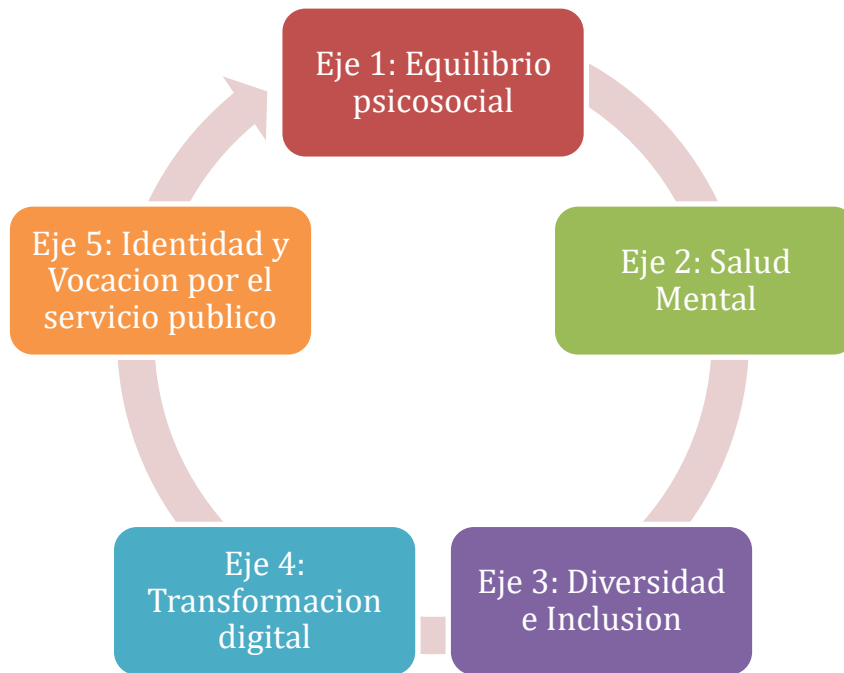 Eje 1: Equilibrio
psicosocial
Eje 2: Salud
Mental
Eje 3: Diversidad
e Inclusion
Eje 4:
Transformacion
digital
Eje 5: Identidad y
Vocacion por el
servicio publico